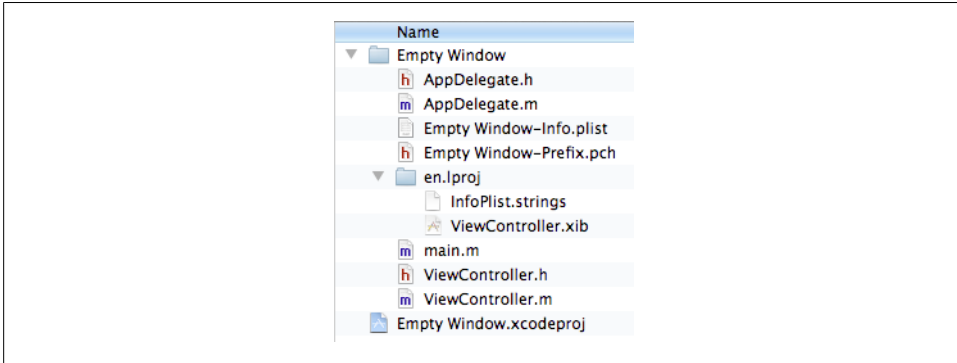 Name
Empty Window
h AppDelegate.h
m AppDelegate.m
Empty Window-Info.plist
h Empty Window-Prefix.pch
en.lproj
InfoPlist.strings
ViewController.xib
m main.m
h ViewController.h
m ViewController.m
Empty Window.xcodeproj